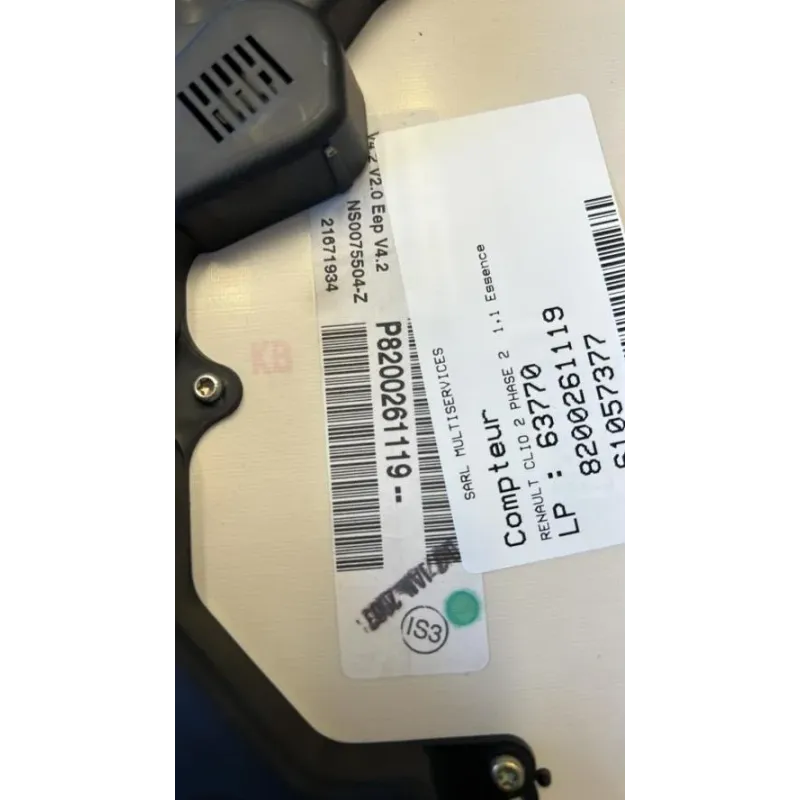 V4.2 V2.0 Eep V4.2
NS0075504-Z
21671934
P8200261119--
IS3
KB
SARL MULTISERVICES
Compteur
RENAULT CLIO 2 PHASE 2 1,1 Essence
LP : 63770
8200261119
61057377